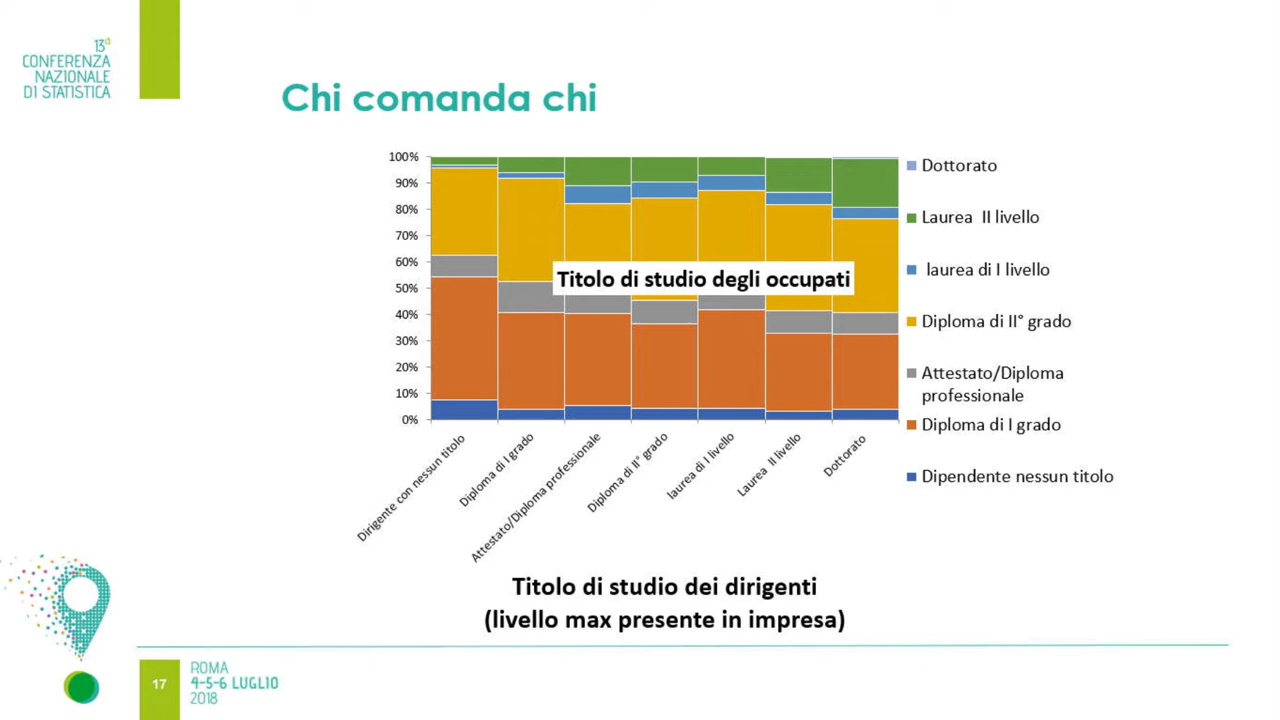 13ª
CONFERENZA
NAZIONALE
DI STATISTICA
Chi comanda chi
100%
90%
80%
70%
60%
50%
40%
30%
20%
10%
0%
Titolo di studio degli occupati
Dottorato
Laurea II livello
laurea di I livello
Diploma di II° grado
Attestato/Diploma
professionale
Diploma di I grado
Dipendente nessun titolo
Dirigente con nessun titolo
Diploma di I grado
Attestato/Diploma professionale
Diploma di II° grado
laurea di I livello
Laurea II livello
Dottorato
Titolo di studio dei dirigenti
(livello max presente in impresa)
17
ROMA
4-5-6 LUGLIO
2018